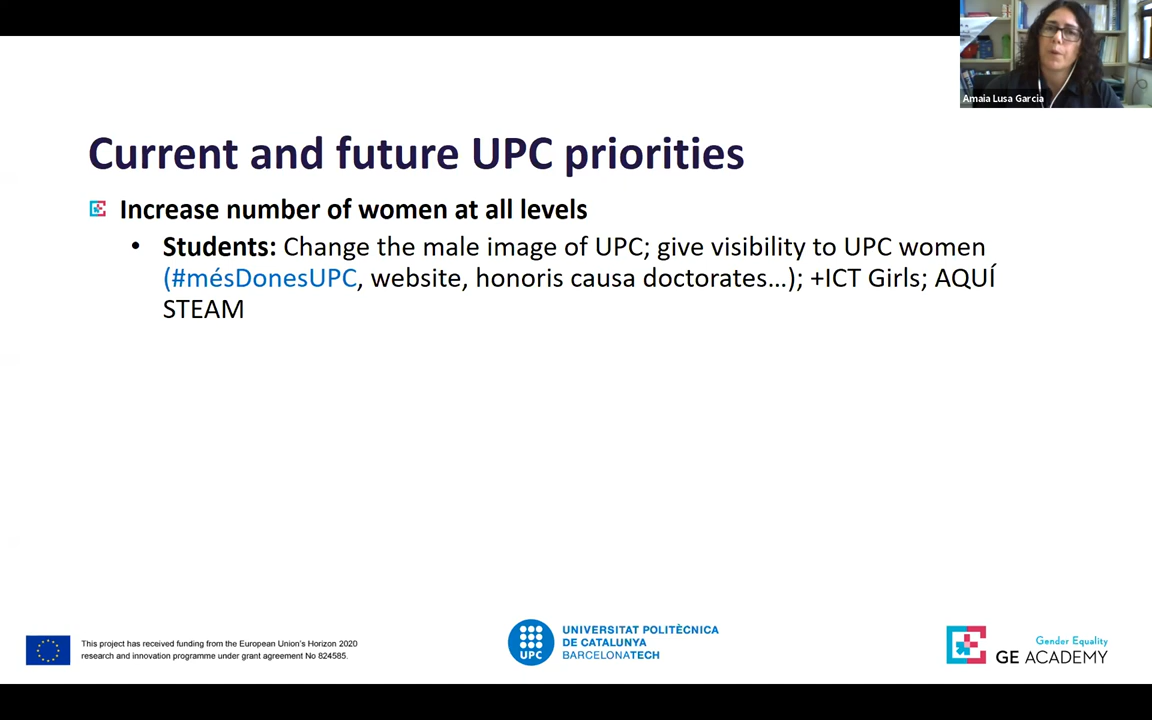 Amaia Lusa Garcia
Current and future UPC priorities
Increase number of women at all levels
• Students: Change the male image of UPC; give visibility to UPC women
(#mésDonesUPC, website, honoris causa doctorates...); +ICT Girls; AQUÍ
STEAM
This project has received funding from the European Union's Horizon 2020
research and innovation programme under grant agreement No 824585.
UPC
UNIVERSITAT POLITÈCNICA
DE CATALUNYA
BARCELONATECH
Gender Equality
GE ACADEMY